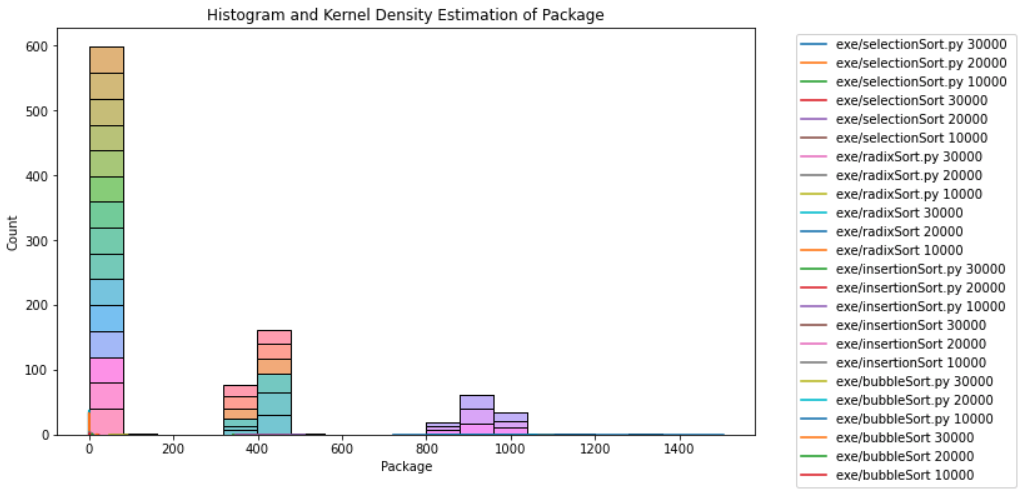 Histogram and Kernel Density Estimation of Package
600
500
400
300
200
100
0
Count
0 200 400 600 800 1000 1200 1400
Package
exe/selectionSort.py 30000
exe/selectionSort.py 20000
exe/selectionSort.py 10000
exe/selectionSort 30000
exe/selectionSort 20000
exe/selectionSort 10000
exe/radixSort.py 30000
exe/radixSort.py 20000
exe/radixSort.py 10000
exe/radixSort 30000
exe/radixSort 20000
exe/radixSort 10000
exe/insertionSort.py 30000
exe/insertionSort.py 20000
exe/insertionSort.py 10000
exe/insertionSort 30000
exe/insertionSort 20000
exe/insertionSort 10000
exe/bubbleSort.py 30000
exe/bubbleSort.py 20000
exe/bubbleSort.py 10000
exe/bubbleSort 30000
exe/bubbleSort 20000
exe/bubbleSort 10000